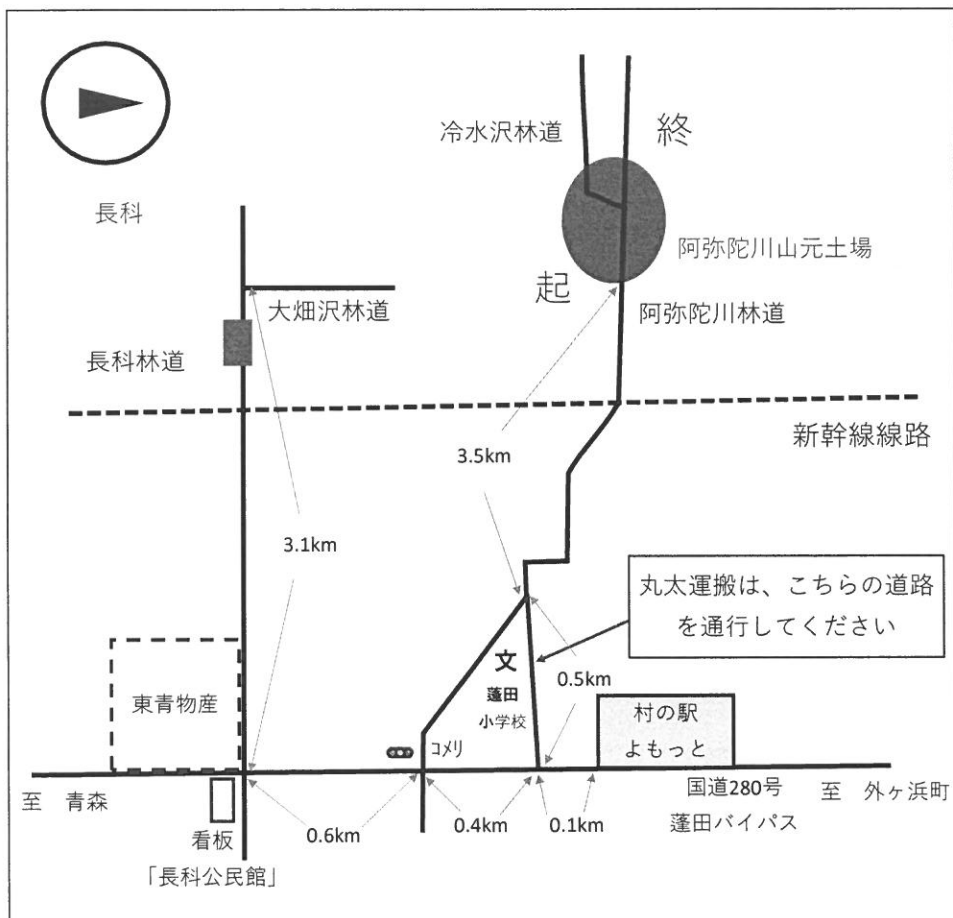 冷水沢林道
終
長科
阿弥陀川山元土場
起
大畑沢林道
阿弥陀川林道
長科林道
新幹線線路
3.5km
3.1km
丸太運搬は、こちらの道路
を通行してください
文
蓬田
小学校
0.5km
東青物産
村の駅
よもっと
コメリ
至 青森
国道280号
至 外ヶ浜町
看板
0.6km
0.4km
0.1km
蓬田バイパス
「長科公民館」